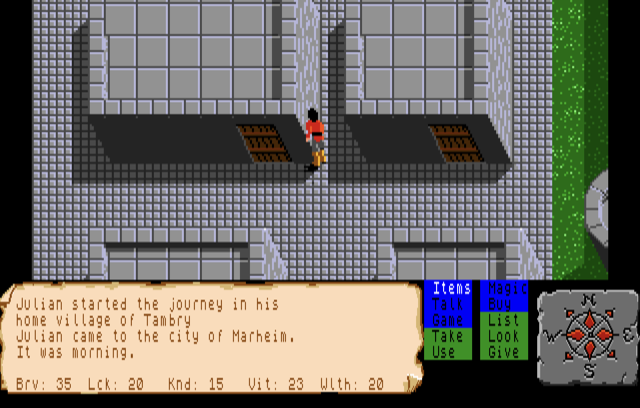 Julian started the journey in his
home village of Tambry
Julian came to the city of Marheim.
It was morning.
Brv: 35 Lck: 20 Knd: 15 Vit: 23 Wlth: 20
Items Magic
Talk Buy
Game List
Take Look
Use Give
N
W E
S